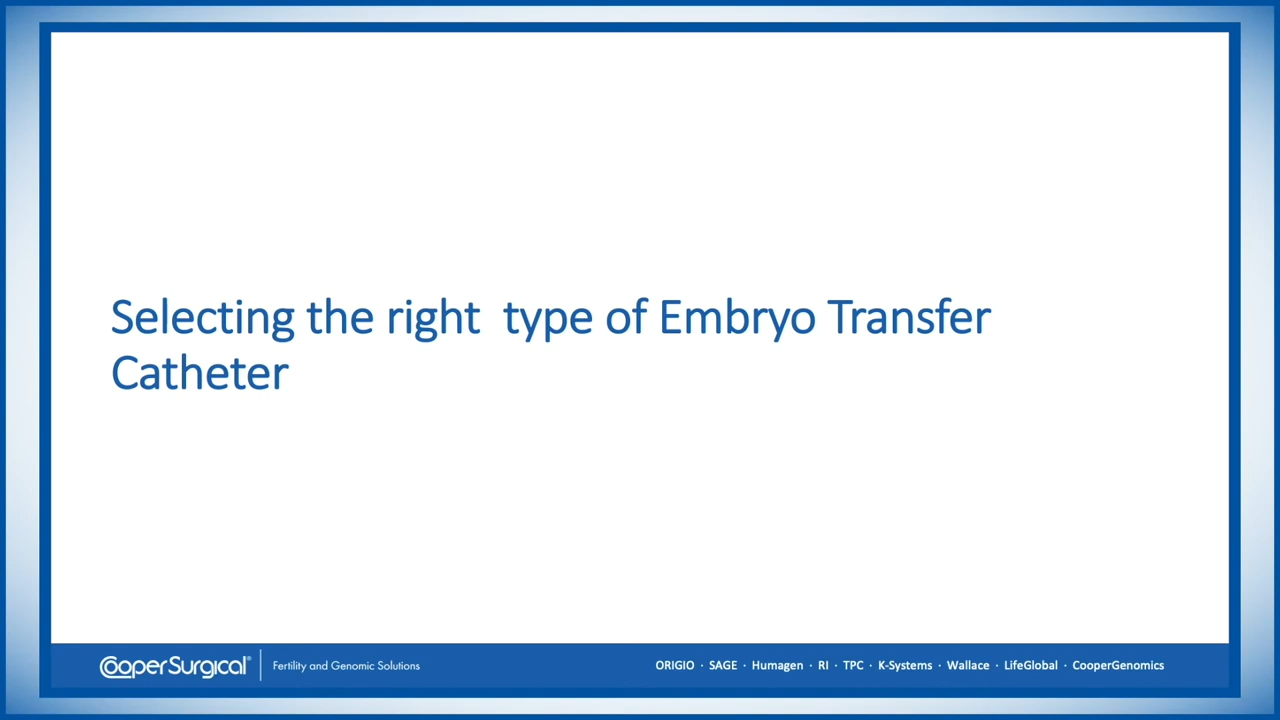 Selecting the right  type of Embryo Transfer
Catheter
CooperSurgical® Fertility and Genomic Solutions
ORIGIO · SAGE · Humagen · RI · TPC · K-Systems · Wallace · LifeGlobal · CooperGenomics